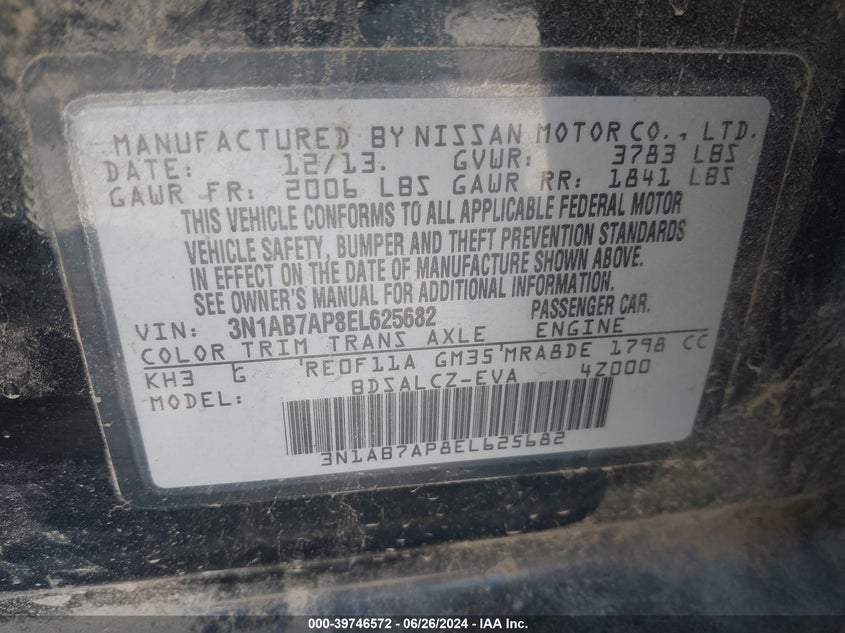 MANUFACTURED BY NISSAN MOTOR CO., LTD.
DATE: 12/13. GVWR: 3783 LBS
GAWR FR: 2006 LBS GAWR RR: 1841 LBS
THIS VEHICLE CONFORMS TO ALL APPLICABLE FEDERAL MOTOR
VEHICLE SAFETY, BUMPER AND THEFT PREVENTION STANDARDS
IN EFFECT ON THE DATE OF MANUFACTURE SHOWN ABOVE.
SEE OWNER'S MANUAL FOR ADDITIONAL INFORMATION.
VIN: 3N1AB7AP8EL625682 PASSENGER CAR.
COLOR TRIM TRANS AXLE ENGINE
KH3 G RE0F11A GM35 MRA8DE 1798 CC
MODEL: BDSALCZ-EVA 4Z000
3N1AB7AP8EL625682
000-39746572 - 06/26/2024 - IAA Inc.